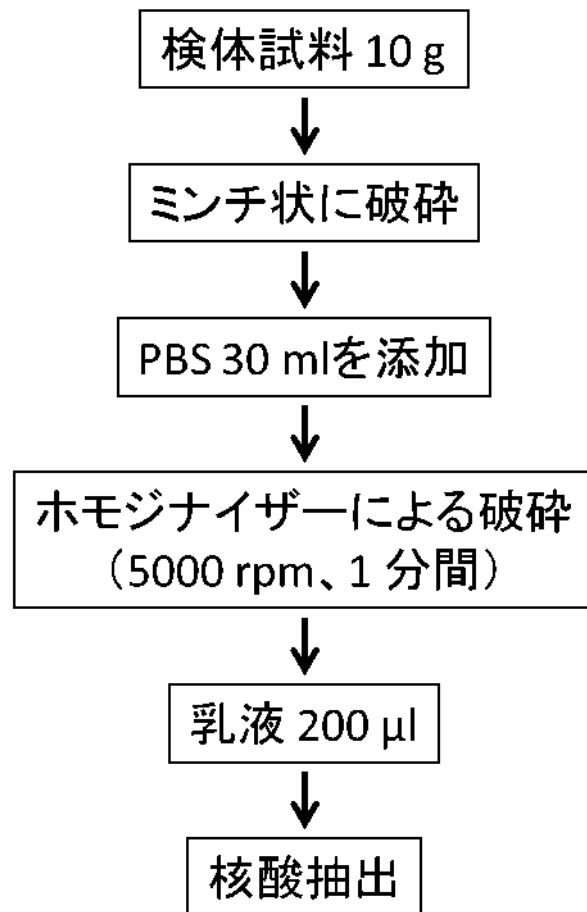 検体試料 10 g
ミンチ状に破砕
PBS 30 mlを添加
ホモジナイザーによる破砕
（5000 rpm、1 分間）
乳液 200 µl
核酸抽出